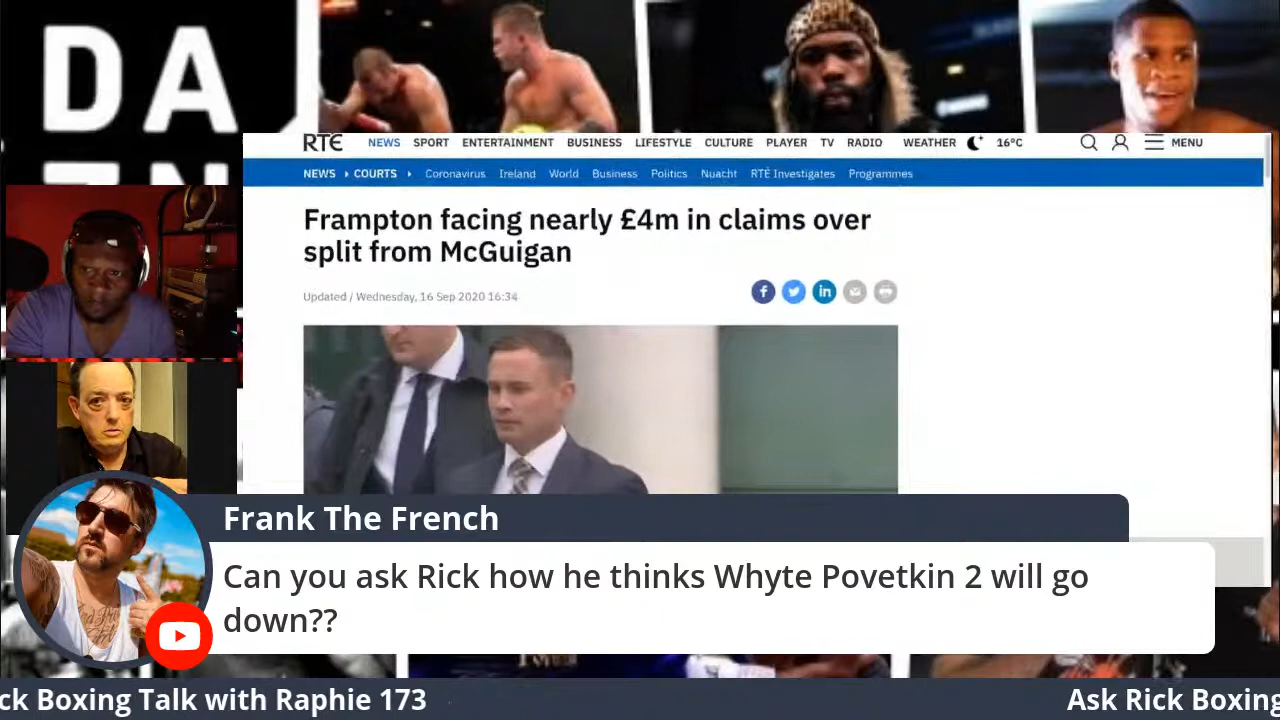 DA
ZN
RTÉ NEWS SPORT ENTERTAINMENT BUSINESS LIFESTYLE CULTURE PLAYER TV RADIO WEATHER 16°C MENU
NEWS COURTS Coronavirus Ireland World Business Politics Nuacht RTÉ Investigates Programmes
Frampton facing nearly £4m in claims over
split from McGuigan
Updated / Wednesday, 16 Sep 2020 16:34
Frank The French
Can you ask Rick how he thinks Whyte Povetkin 2 will go
down??
ck Boxing Talk with Raphie 173 Ask Rick Boxing